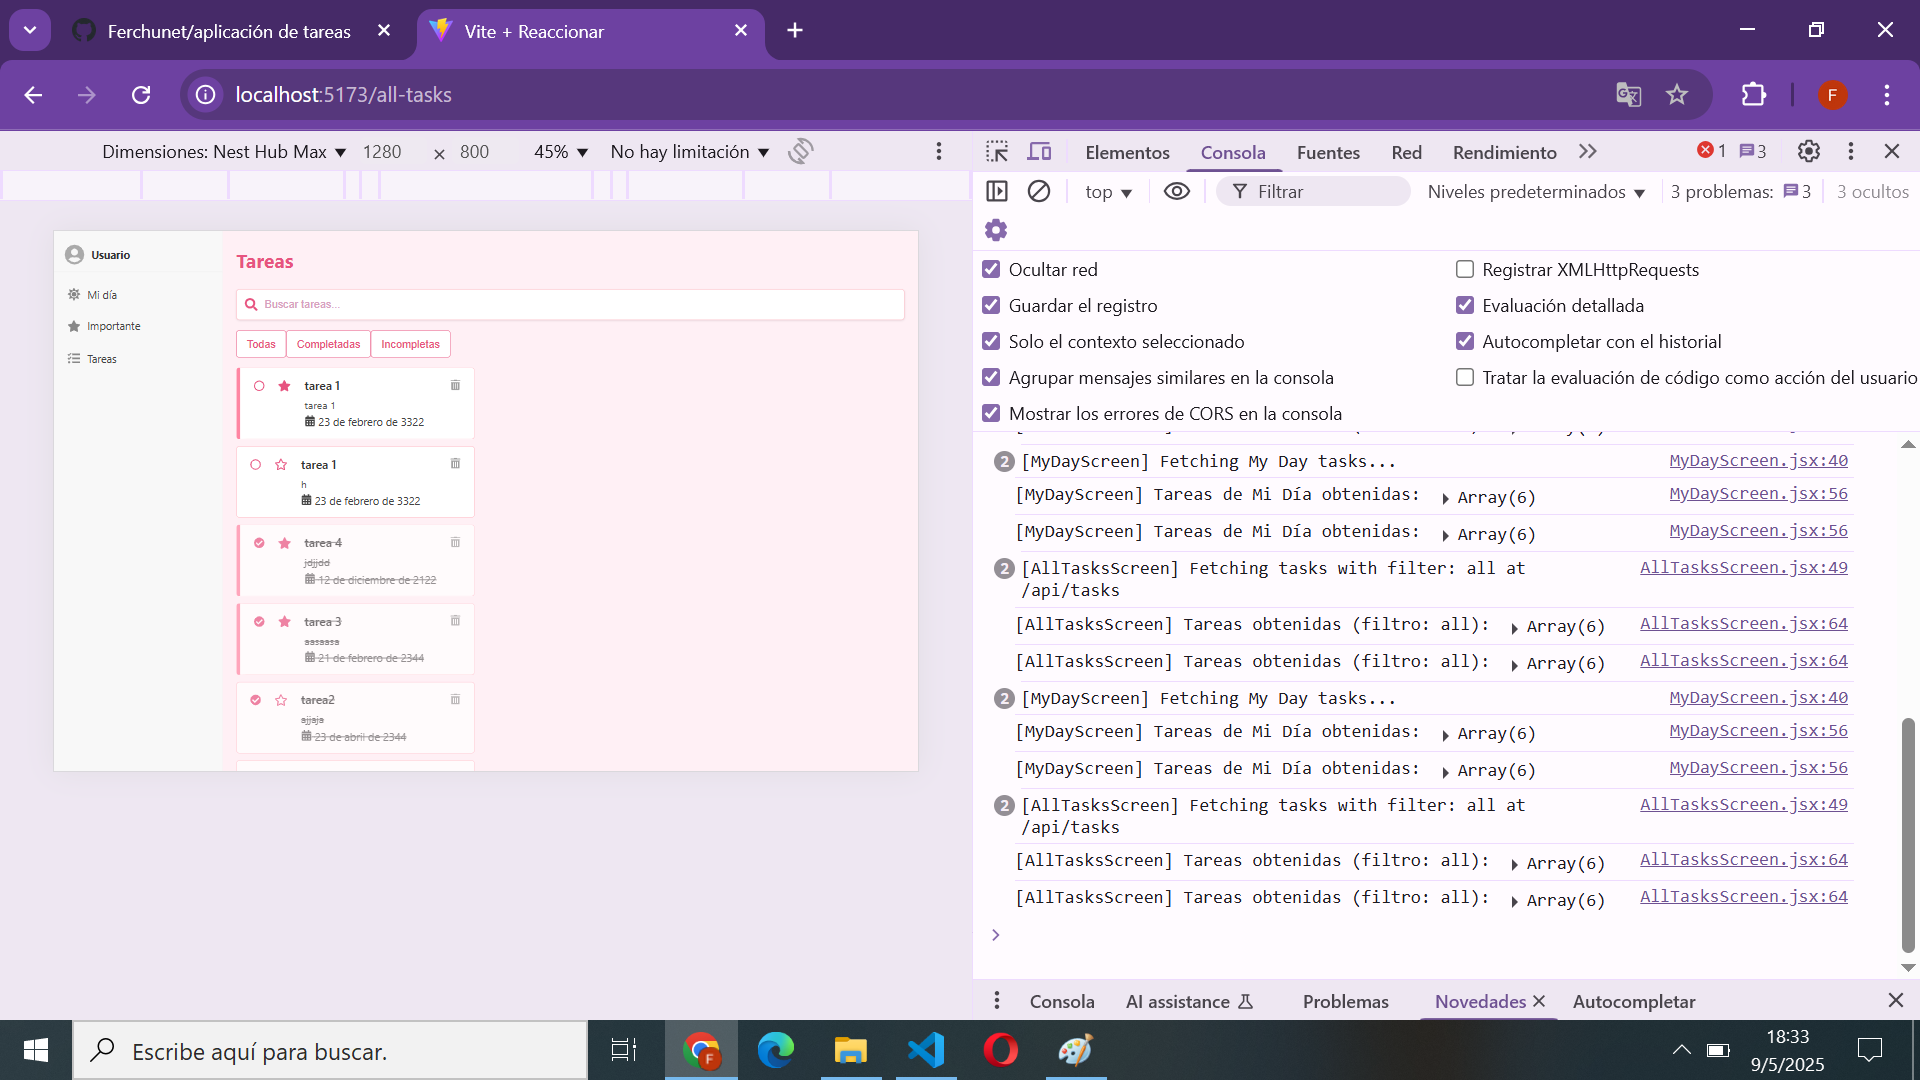 Ferchunet/aplicación de tareas
Vite + Reaccionar
localhost:5173/all-tasks
F
Dimensiones: Nest Hub Max 1280 × 800 45% No hay limitación
Usuario
Mi día
Importante
Tareas
Tareas
Buscar tareas...
Todas Completadas Incompletas
tarea 1
tarea 1
23 de febrero de 3322
tarea 1
h
23 de febrero de 3322
tarea 4
jdjjdd
12 de diciembre de 2122
tarea 3
aasaasa
21 de febrero de 2344
tarea2
ajjaja
23 de abril de 2344
Elementos Consola Fuentes Red Rendimiento 1 3
top Filtrar Niveles predeterminados 3 problemas: 3 3 ocultos
Ocultar red Registrar XMLHttpRequests
Guardar el registro Evaluación detallada
Solo el contexto seleccionado Autocompletar con el historial
Agrupar mensajes similares en la consola Tratar la evaluación de código como acción del usuario
Mostrar los errores de CORS en la consola
2 [MyDayScreen] Fetching My Day tasks... MyDayScreen.jsx:40
[MyDayScreen] Tareas de Mi Día obtenidas: Array(6) MyDayScreen.jsx:56
[MyDayScreen] Tareas de Mi Día obtenidas: Array(6) MyDayScreen.jsx:56
2 [AllTasksScreen] Fetching tasks with filter: all at AllTasksScreen.jsx:49
/api/tasks
[AllTasksScreen] Tareas obtenidas (filtro: all): Array(6) AllTasksScreen.jsx:64
[AllTasksScreen] Tareas obtenidas (filtro: all): Array(6) AllTasksScreen.jsx:64
2 [MyDayScreen] Fetching My Day tasks... MyDayScreen.jsx:40
[MyDayScreen] Tareas de Mi Día obtenidas: Array(6) MyDayScreen.jsx:56
[MyDayScreen] Tareas de Mi Día obtenidas: Array(6) MyDayScreen.jsx:56
2 [AllTasksScreen] Fetching tasks with filter: all at AllTasksScreen.jsx:49
/api/tasks
[AllTasksScreen] Tareas obtenidas (filtro: all): Array(6) AllTasksScreen.jsx:64
[AllTasksScreen] Tareas obtenidas (filtro: all): Array(6) AllTasksScreen.jsx:64
Consola AI assistance Problemas Novedades Autocompletar
Escribe aquí para buscar.
F
18:33
9/5/2025